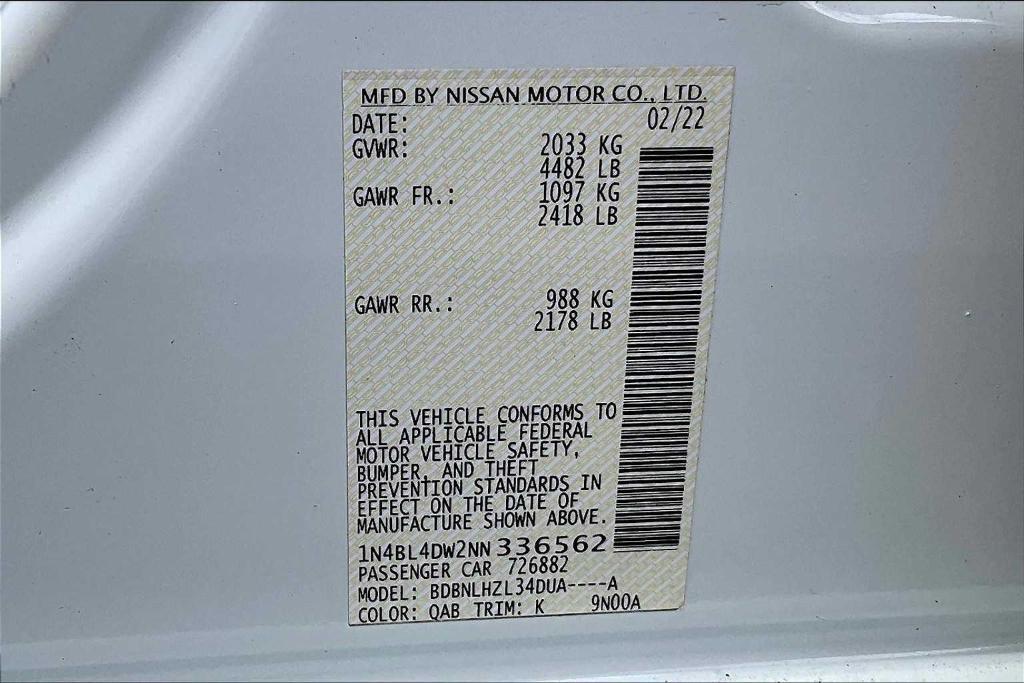 MFD BY NISSAN MOTOR CO., LTD.
DATE: 02/22
GVWR: 2033 KG
4482 LB
GAWR FR.: 1097 KG
2418 LB
GAWR RR.: 988 KG
2178 LB
THIS VEHICLE CONFORMS TO
ALL APPLICABLE FEDERAL
MOTOR VEHICLE SAFETY,
BUMPER, AND THEFT
PREVENTION STANDARDS IN
EFFECT ON THE DATE OF
MANUFACTURE SHOWN ABOVE.
1N4BL4DW2NN 336562
PASSENGER CAR 726882
MODEL: BDBNLHZL34DUA----A
COLOR: QAB TRIM: K 9N00A